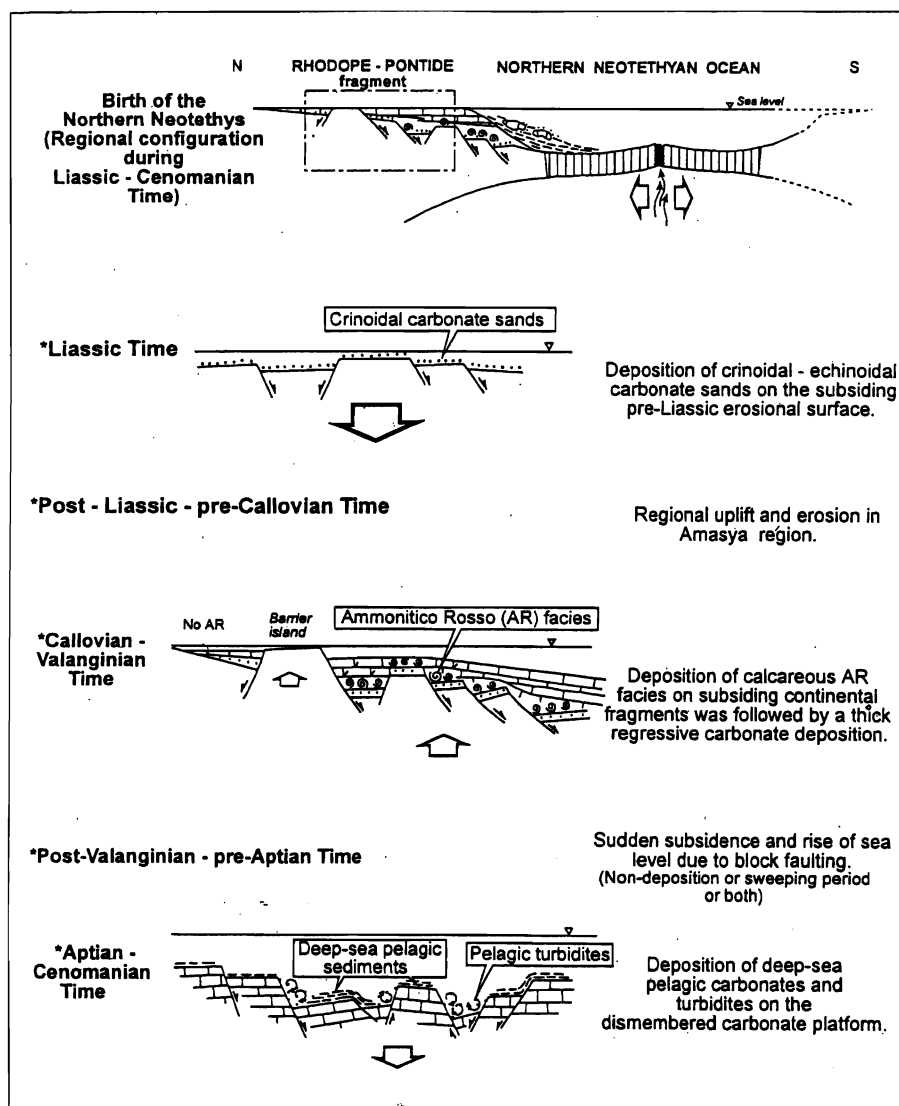 N
RHODOPE - PONTIDE
fragment
NORTHERN NEOTETHYAN OCEAN
S
Sea level
Birth of the
Northern Neotethys
(Regional configuration
during
Liassic - Cenomanian
Time)
Crinoidal carbonate sands
*Liassic Time
Deposition of crinoidal - echinoidal
carbonate sands on the subsiding
pre-Liassic erosional surface.
*Post - Liassic - pre-Callovian Time
Regional uplift and erosion in
Amasya region.
No AR
Barrier
island
Ammonitico Rosso (AR) facies
*Callovian -
Valanginian
Time
Deposition of calcareous AR
facies on subsiding continental
fragments was followed by a thick
regressive carbonate deposition.
*Post-Valanginian - pre-Aptian Time
Sudden subsidence and rise of sea
level due to block faulting.
(Non-deposition or sweeping period
or both)
*Aptian -
Cenomanian
Time
Deep-sea pelagic
sediments
Pelagic turbidites
Deposition of deep-sea
pelagic carbonates and
turbidites on the
dismembered carbonate platform.